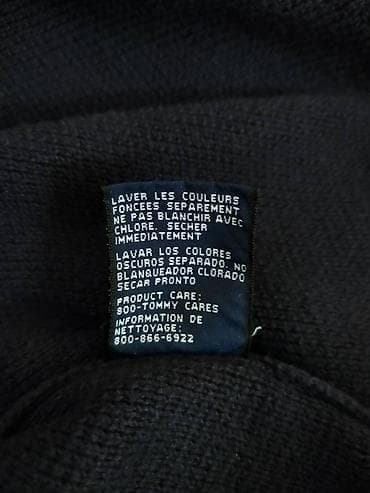 LAVER LES COULEURS
FONCEES SEPAREMENT
NE PAS BLANCHIR AVEC
CHLORE. SECHER
IMMEDIATEMENT
LAVAR LOS COLORES
OSCUROS SEPARADO. NO
BLANQUEADOR CLORADO
SECAR PRONTO
PRODUCT CARE:
800-TOMMY CARES
INFORMATION DE
NETTOYAGE:
800-866-6922